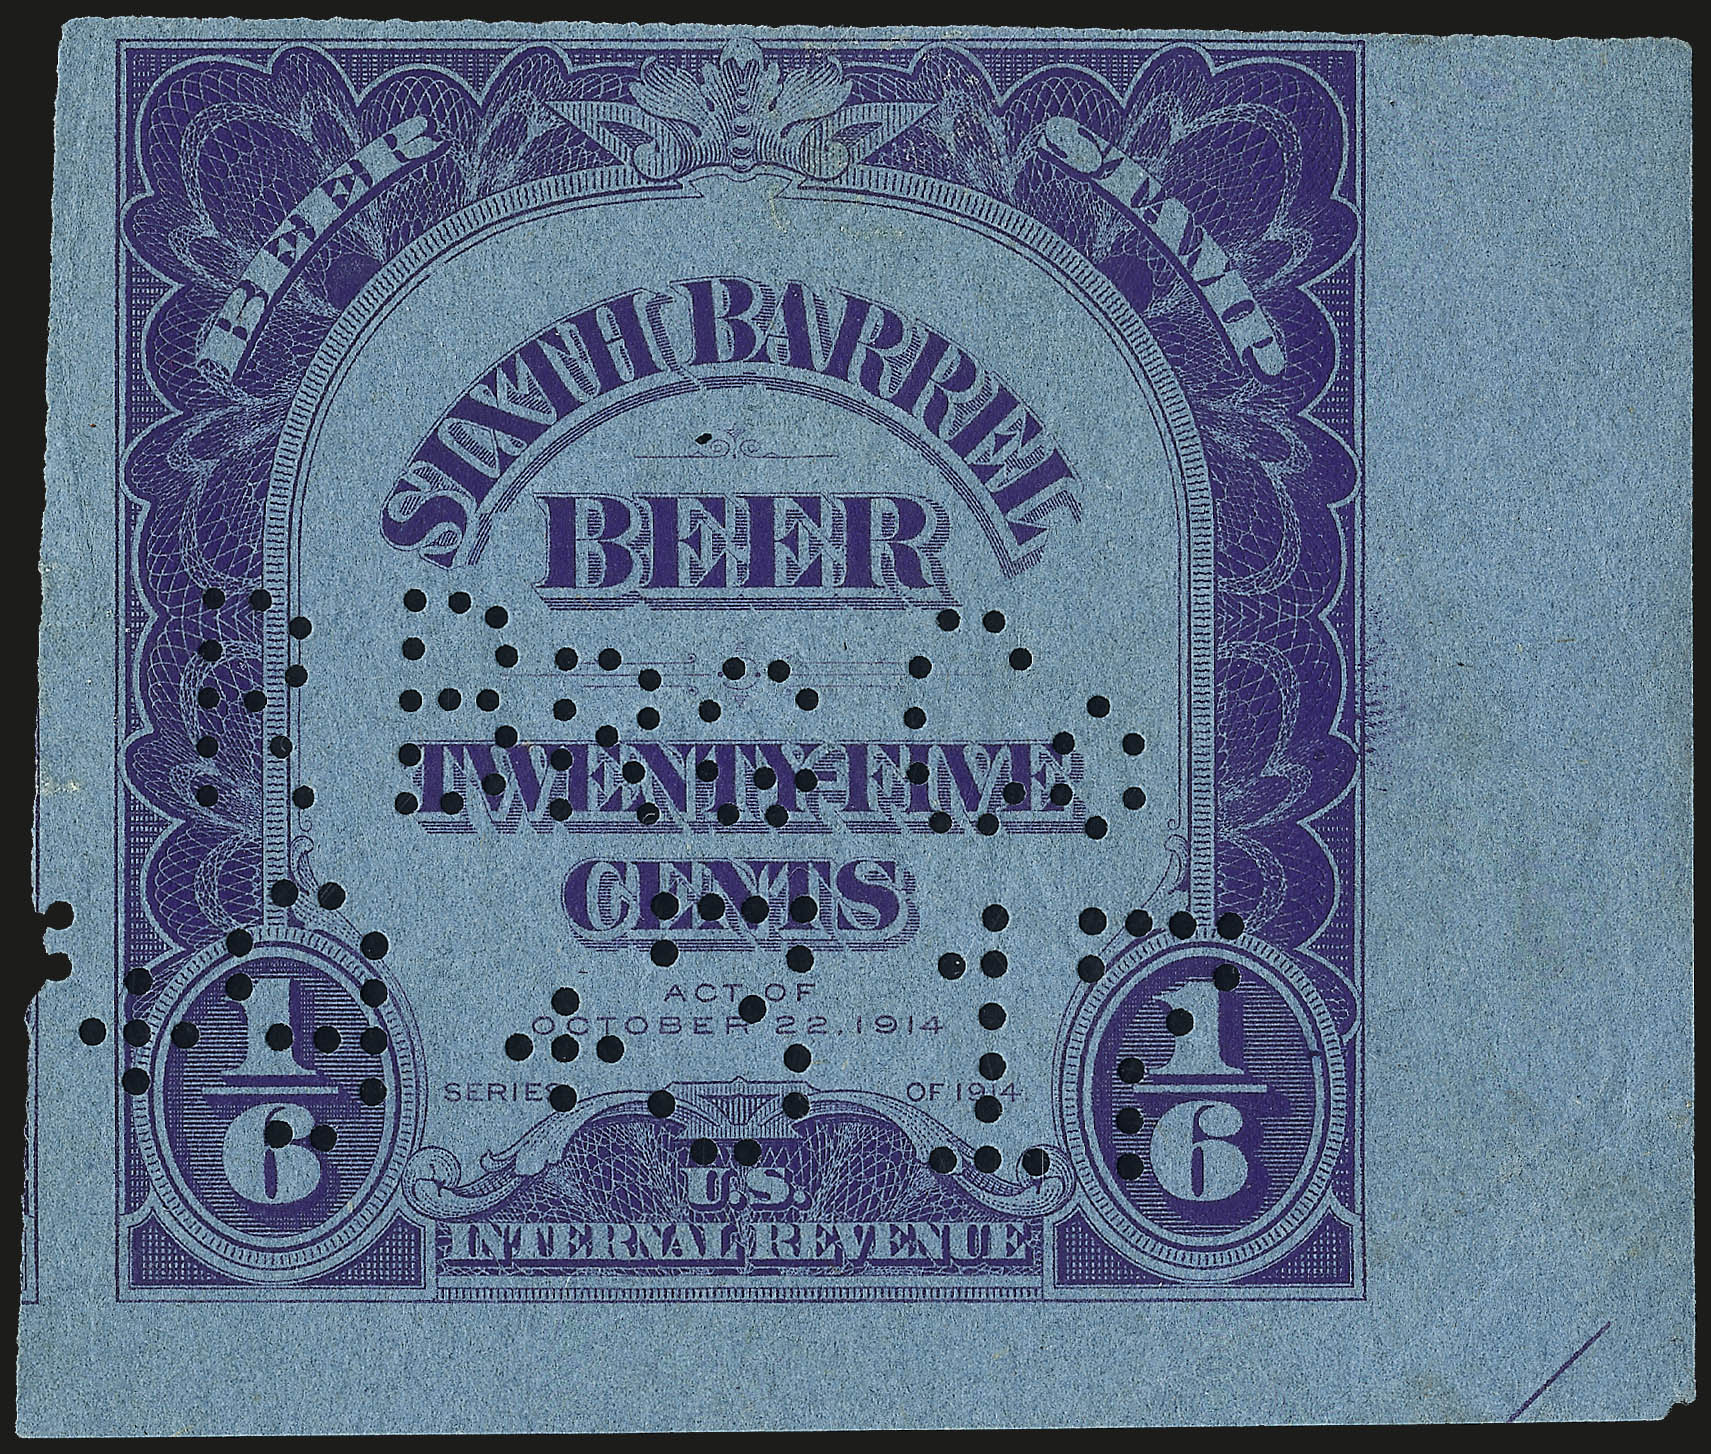 BEER STAMP
SIXTH BARREL
BEER
TWENTY-FIVE
CENTS
ACT OF
OCTOBER 22, 1914
SERIES OF 1914
1/6 1/6
U.S.
INTERNAL REVENUE